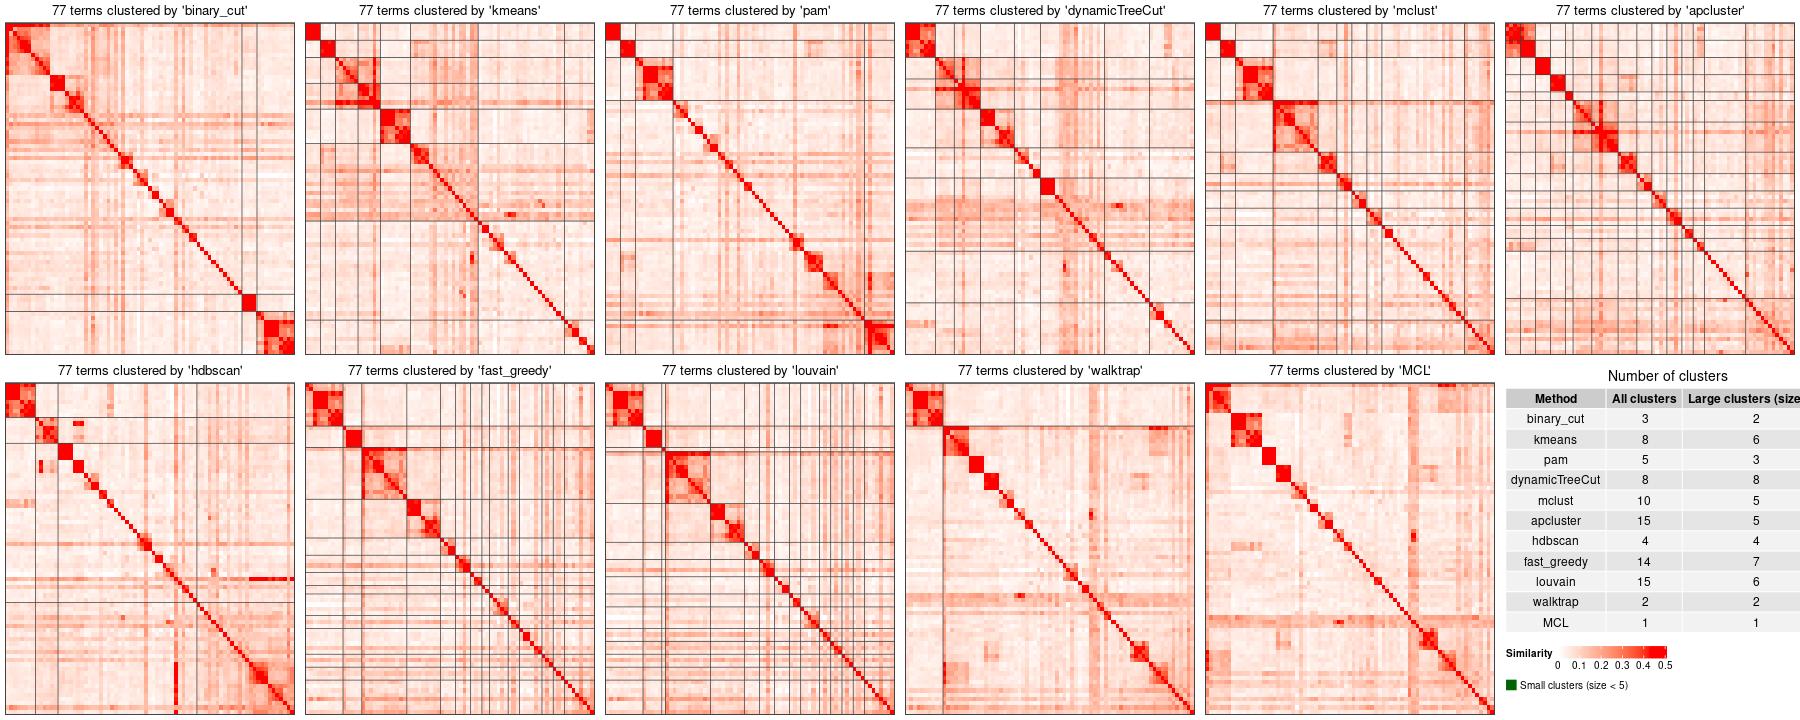 77 terms clustered by 'binary_cut'
77 terms clustered by 'kmeans'
77 terms clustered by 'pam'
77 terms clustered by 'dynamicTreeCut'
77 terms clustered by 'mclust'
77 terms clustered by 'apcluster'
77 terms clustered by 'hdbscan'
77 terms clustered by 'fast_greedy'
77 terms clustered by 'louvain'
77 terms clustered by 'walktrap'
77 terms clustered by 'MCL'
Number of clusters
Method All clusters Large clusters (size
binary_cut 3 2
kmeans 8 6
pam 5 3
dynamicTreeCut 8 8
mclust 10 5
apcluster 15 5
hdbscan 4 4
fast_greedy 14 7
louvain 15 6
walktrap 2 2
MCL 1 1
Similarity
0 0.1 0.2 0.3 0.4 0.5
Small clusters (size < 5)